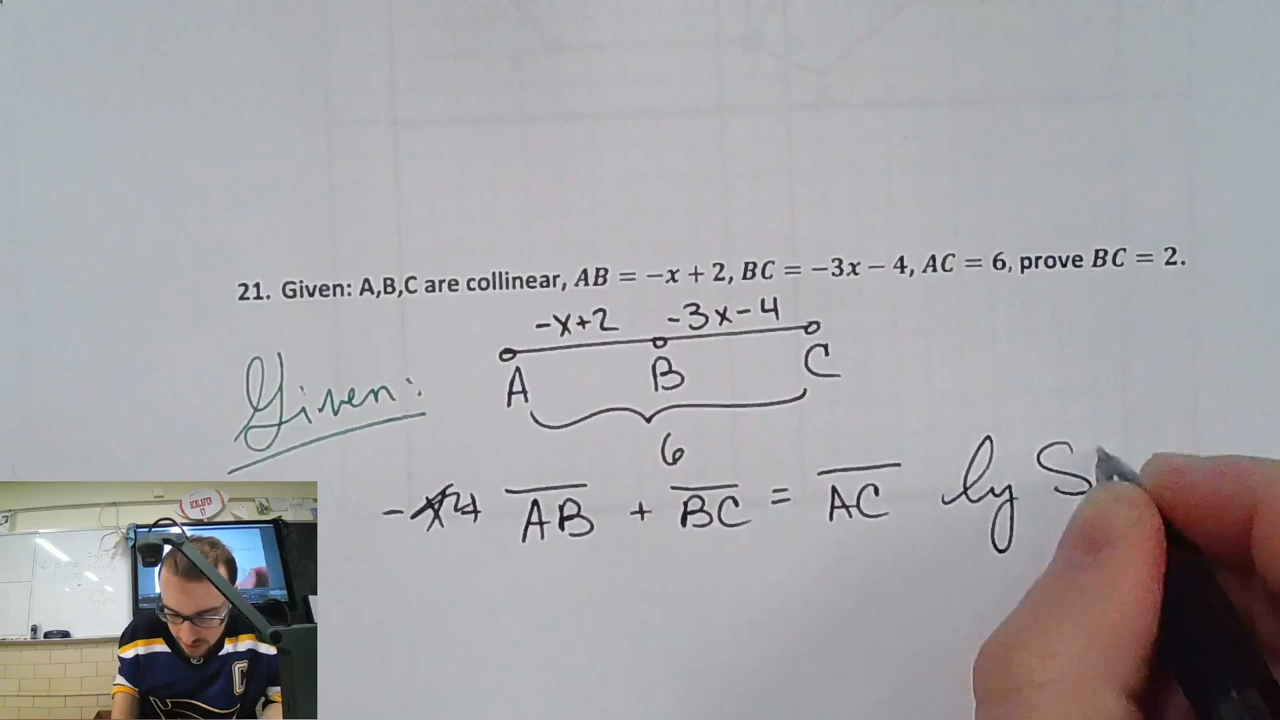 21. Given: A,B,C are collinear, AB = −x + 2, BC = −3x − 4, AC = 6, prove BC = 2.
-x+2 -3x-4
A B C
Given:
6
AB + BC = AC by S